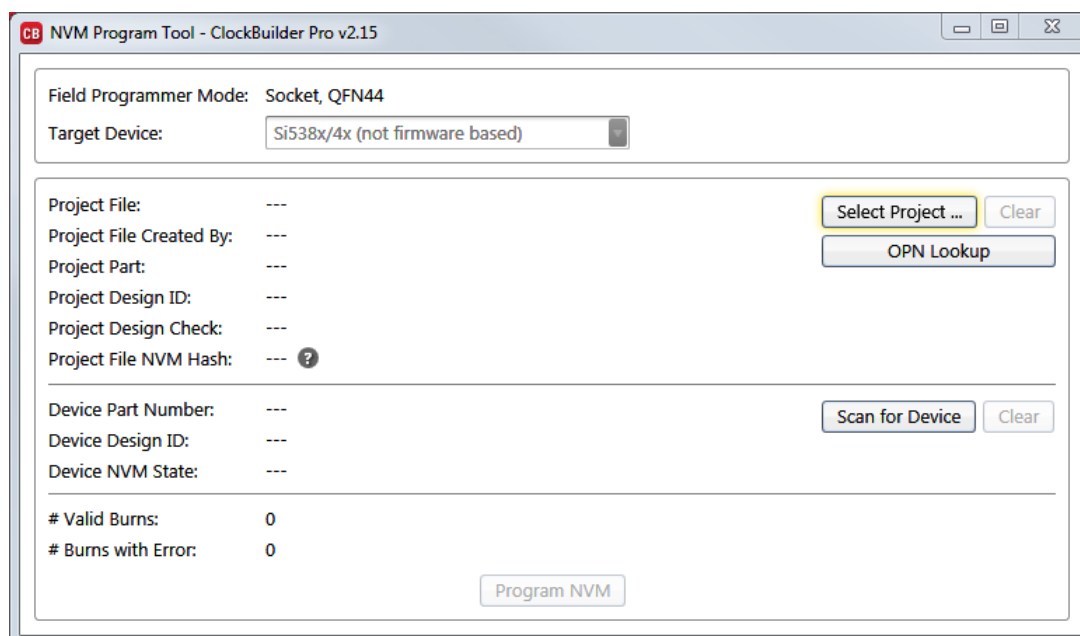 CB NVM Program Tool - ClockBuilder Pro v2.15
Field Programmer Mode: Socket, QFN44
Target Device: Si538x/4x (not firmware based)
Project File: --- Select Project ... Clear
Project File Created By: --- OPN Lookup
Project Part: ---
Project Design ID: ---
Project Design Check: ---
Project File NVM Hash: --- ?
Device Part Number: --- Scan for Device Clear
Device Design ID: ---
Device NVM State: ---
# Valid Burns: 0
# Burns with Error: 0
Program NVM